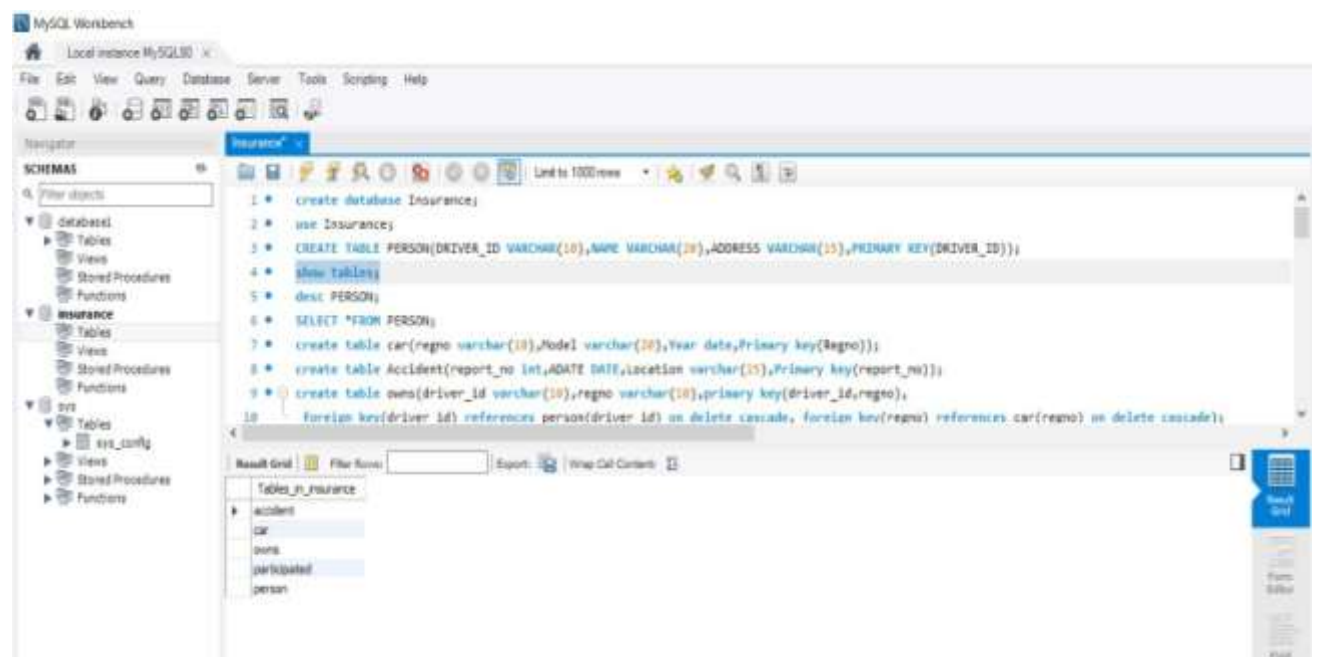 MySQL Workbench
Local instance MySQL80 ×
File Edit View Query Database Server Tools Scripting Help
Navigator
SCHEMAS
Filter objects
database1
Tables
Views
Stored Procedures
Functions
insurance
Tables
Views
Stored Procedures
Functions
sys
Tables
sys_config
Views
Stored Procedures
Functions
Insurance* ×
Limit to 1000 rows
1 create database Insurance;
2 use Insurance;
3 CREATE TABLE PERSON(DRIVER_ID VARCHAR(10),NAME VARCHAR(20),ADDRESS VARCHAR(15),PRIMARY KEY(DRIVER_ID));
4 show tables;
5 desc PERSON;
6 SELECT *FROM PERSON;
7 create table car(regno varchar(10),Model varchar(20),Year date,Primary key(Regno));
8 create table Accident(report_no int,ADATE DATE,Location varchar(15),Primary key(report_no));
9 create table owns(driver_id varchar(10),regno varchar(10),primary key(driver_id,regno),
10 foreign key(driver_id) references person(driver_id) on delete cascade, foreign key(regno) references car(regno) on delete cascade);
Result Grid Filter Rows: Export: Wrap Cell Content:
Tables_in_insurance
accident
car
owns
participated
person
Result
Grid
Form
Editor